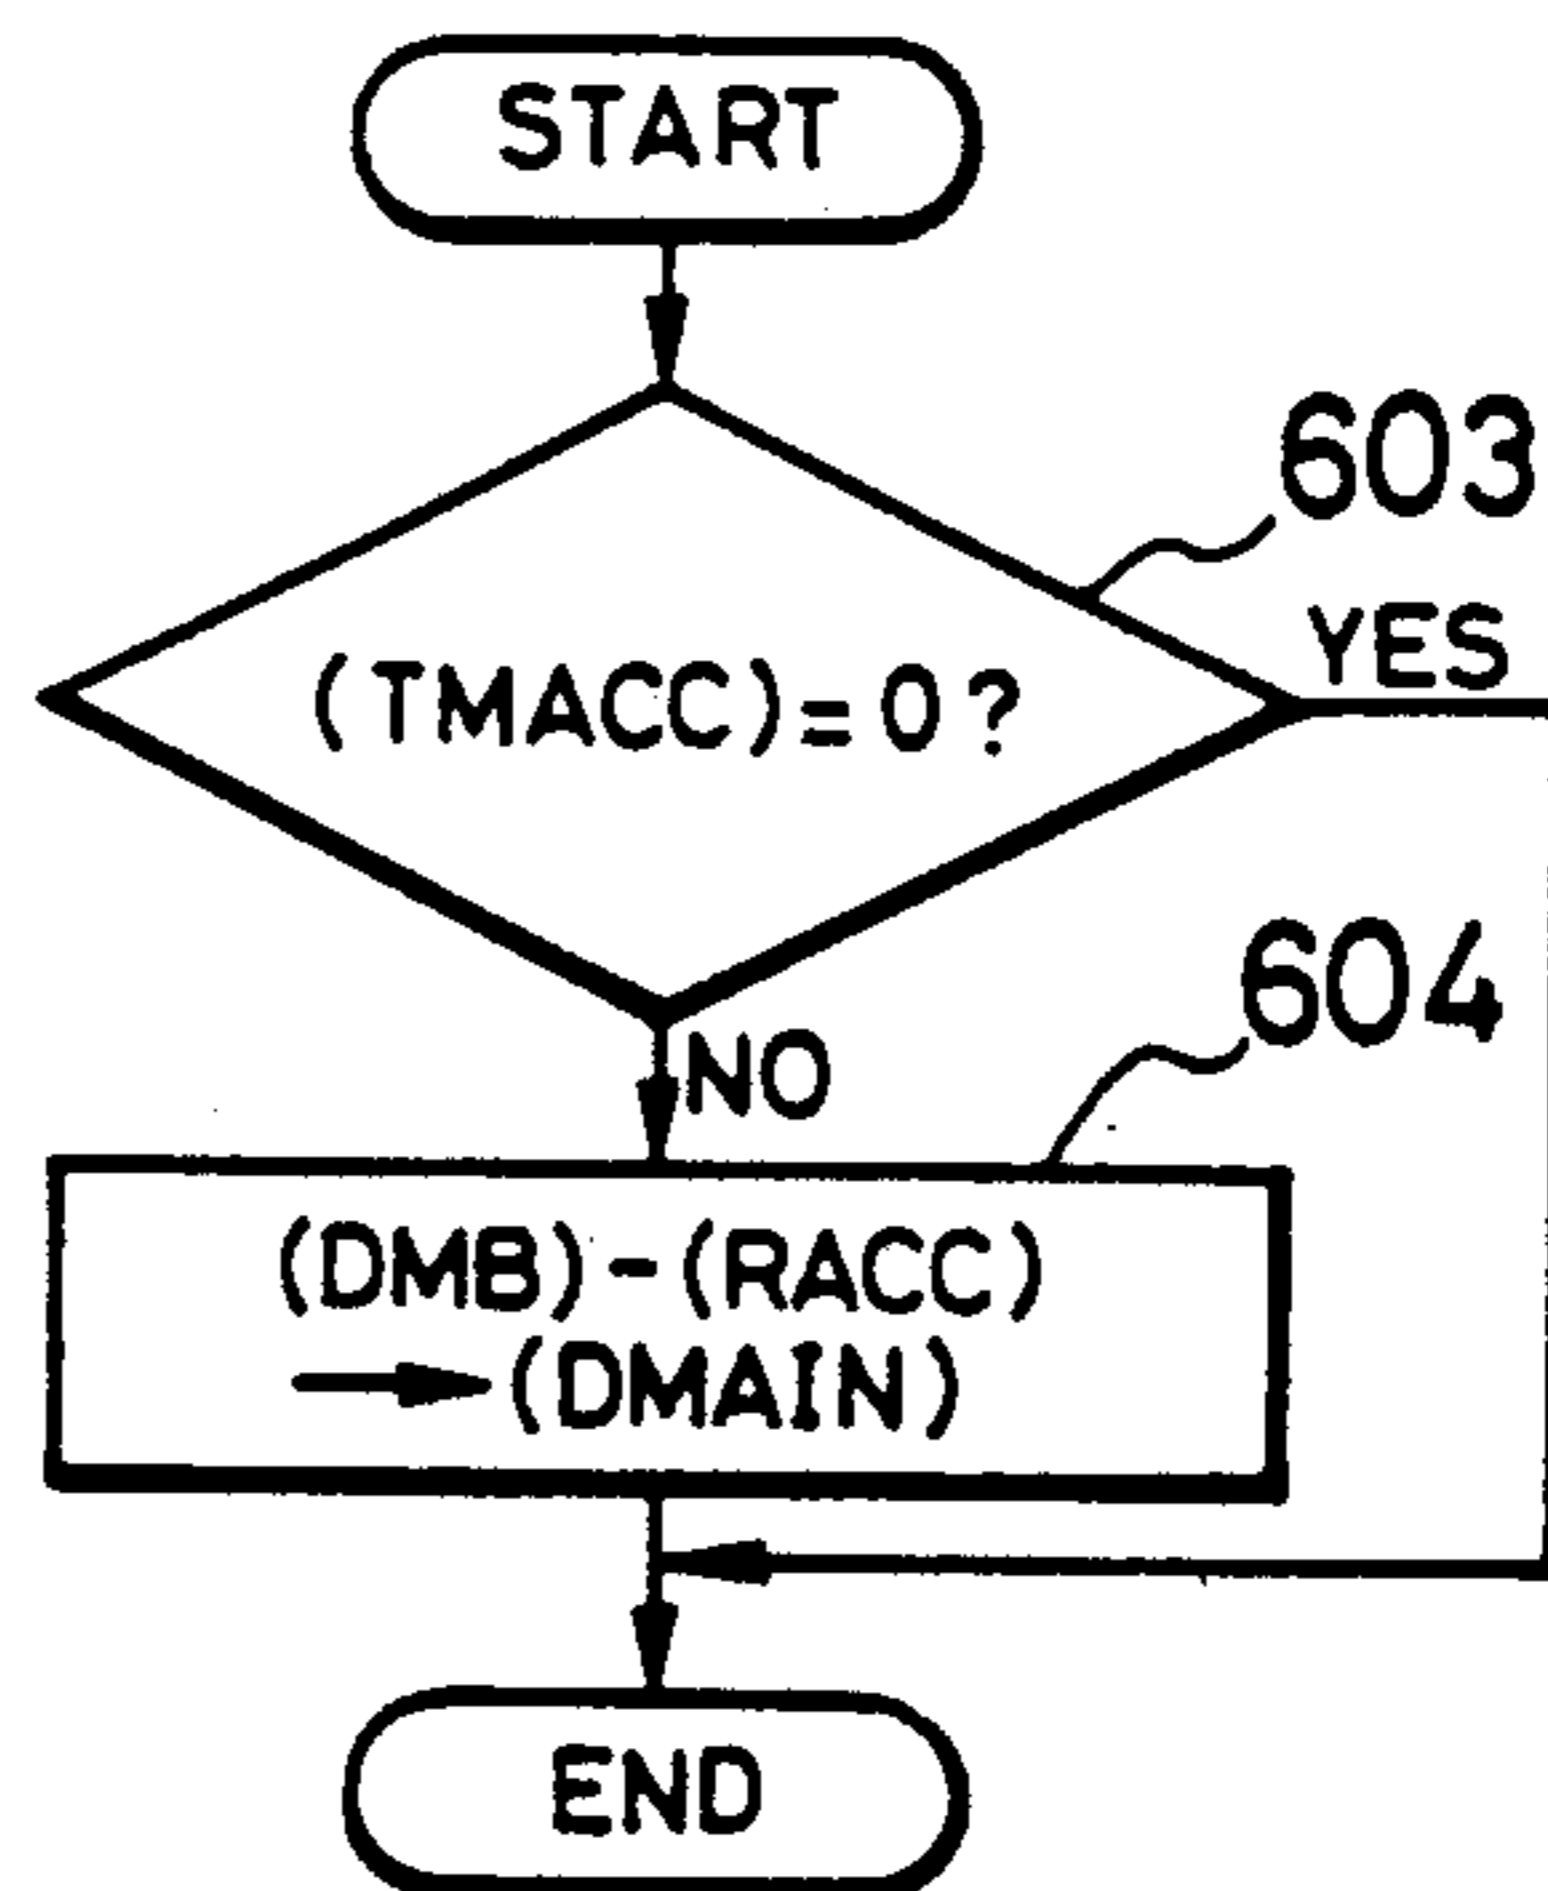 START
603
YES
(TMACC)=0?
604
NO
(DMB)-(RACC)
→(DMAIN)
END